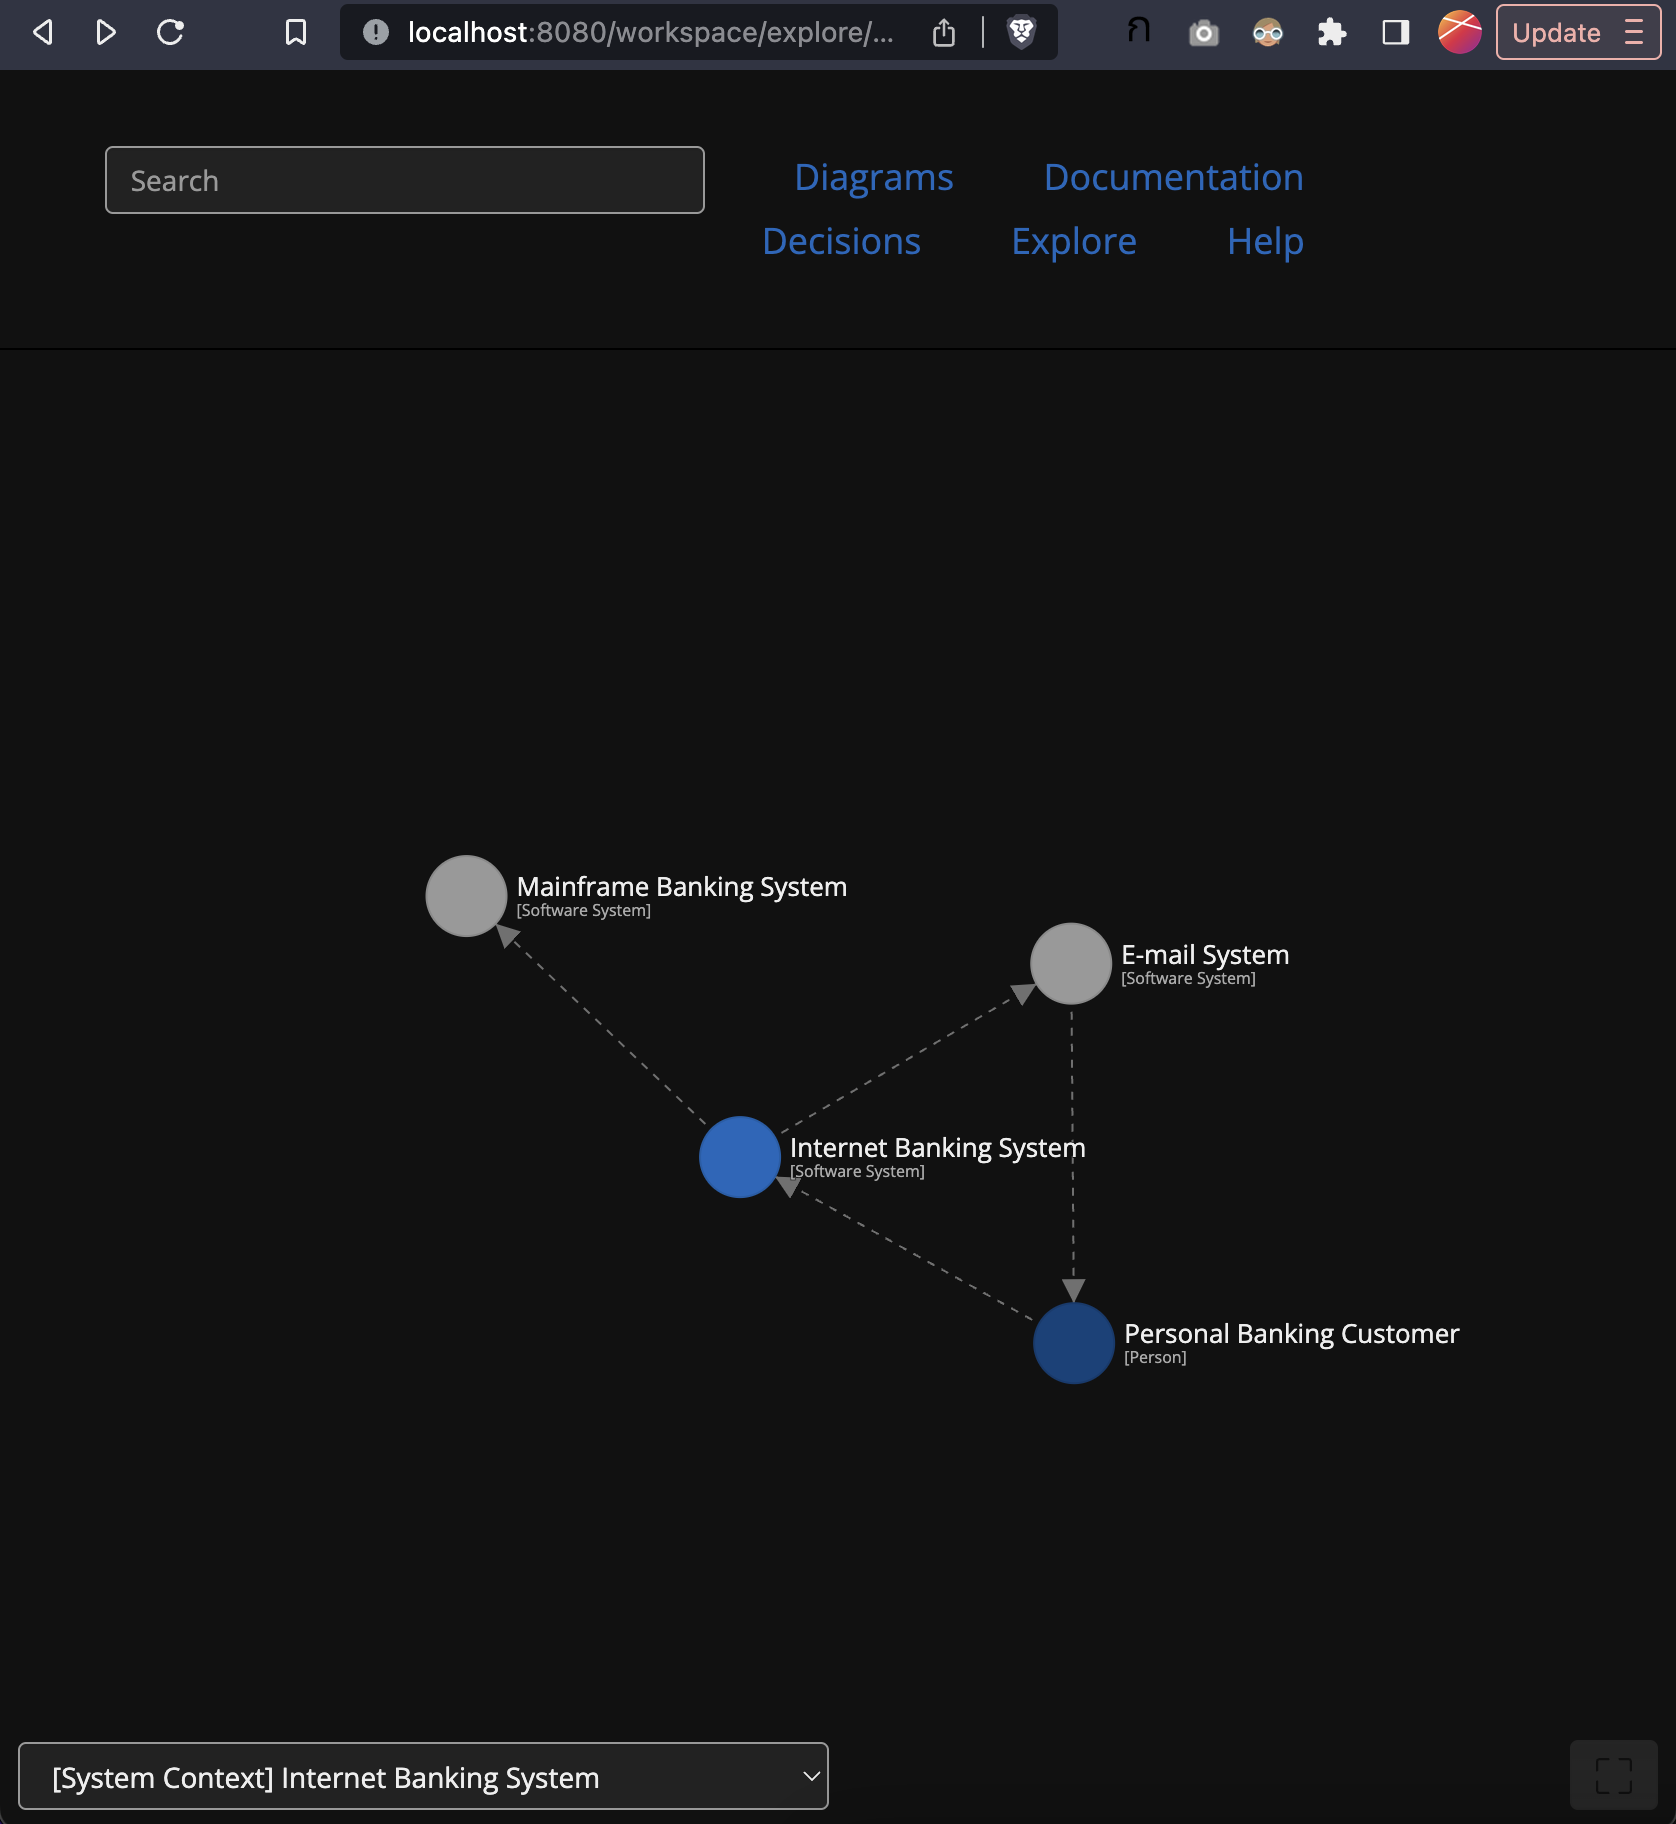 localhost:8080/workspace/explore/...
Update
Search
Diagrams
Documentation
Decisions
Explore
Help
Mainframe Banking System
[Software System]
E-mail System
[Software System]
Internet Banking System
[Software System]
Personal Banking Customer
[Person]
[System Context] Internet Banking System